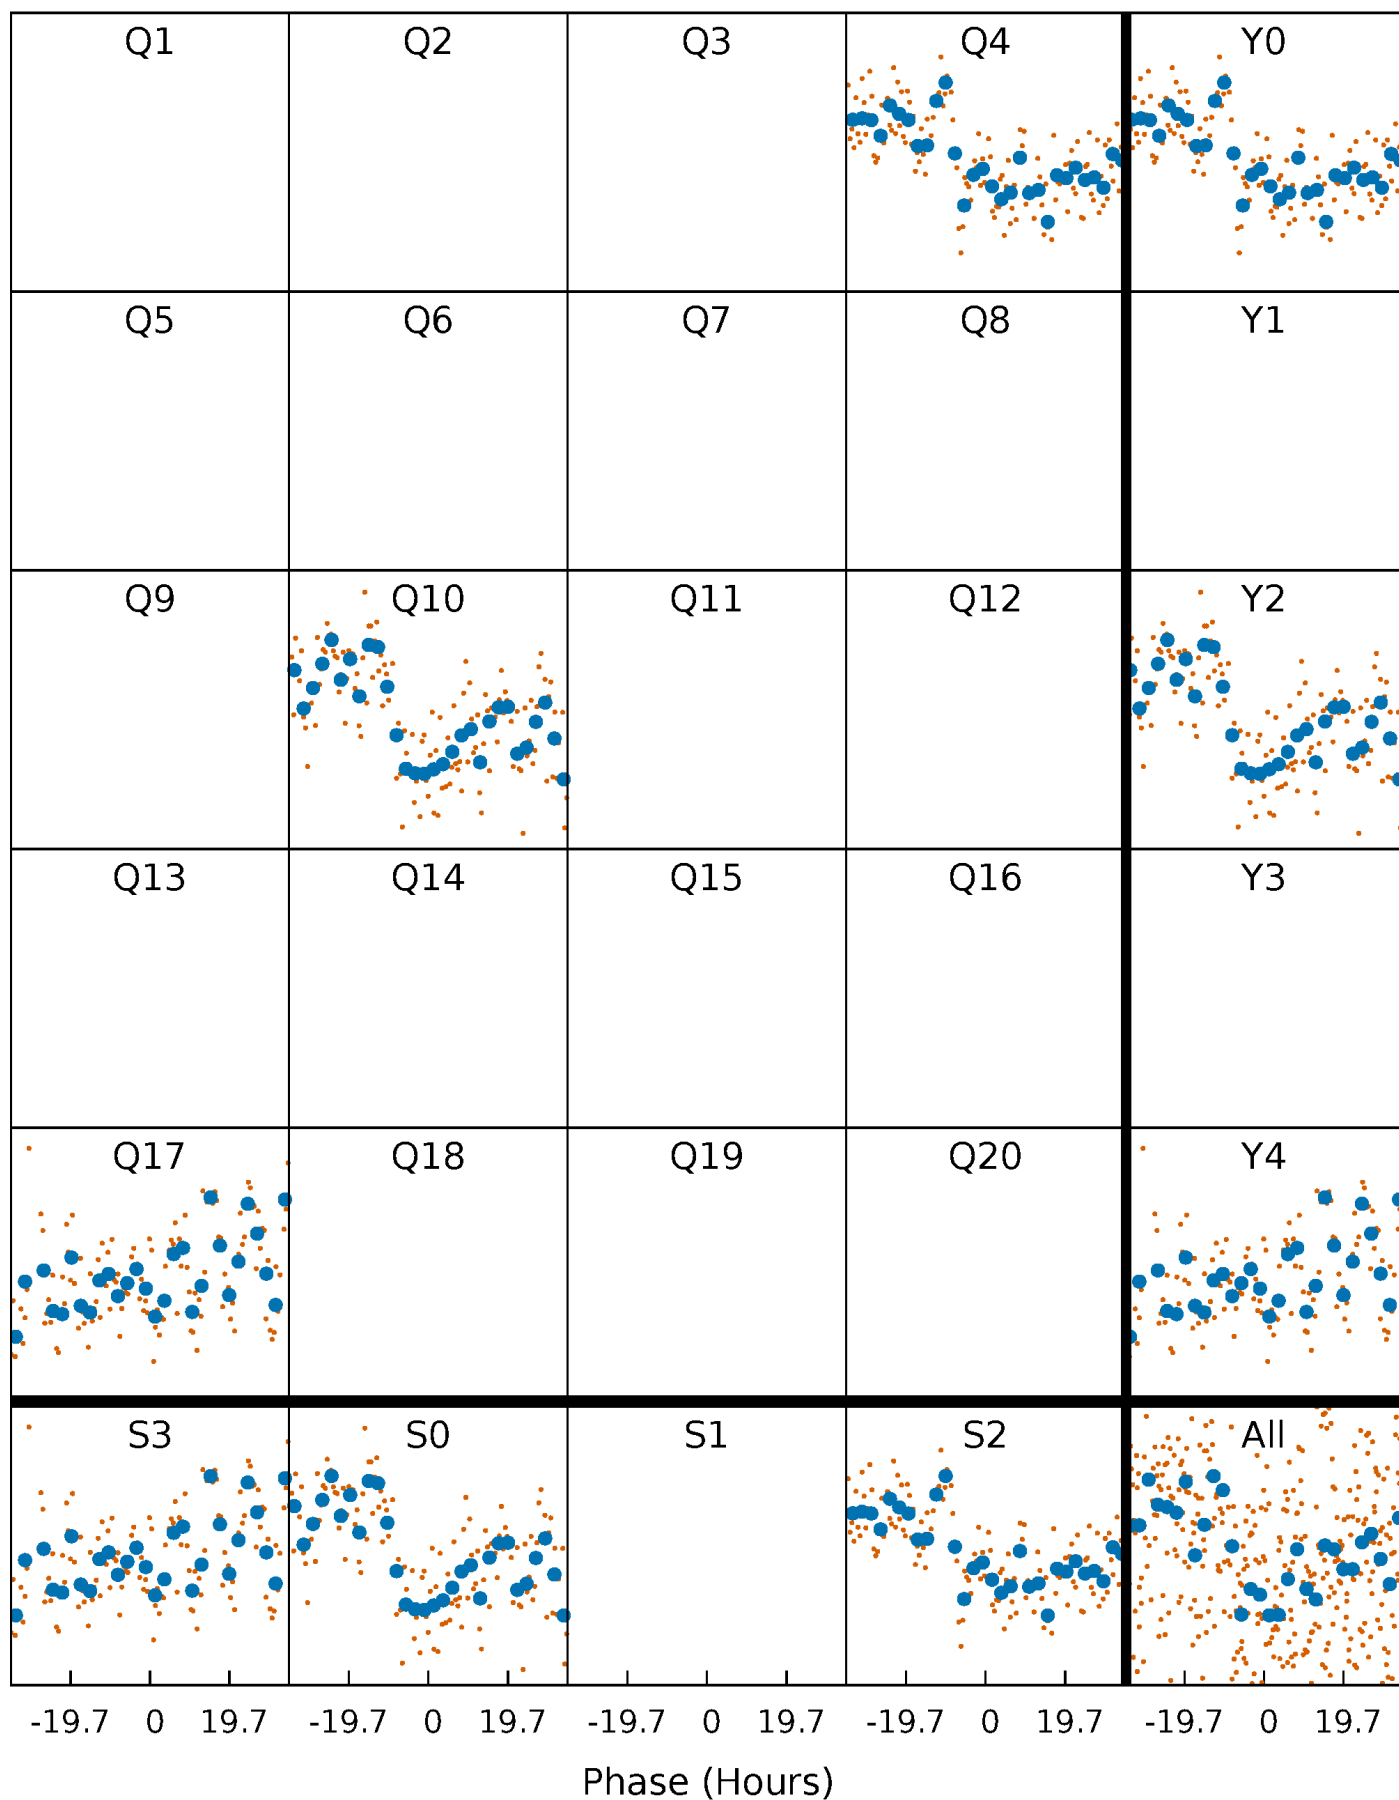 Q1 Q2 Q3 Q4 Y0
Q5 Q6 Q7 Q8 Y1
Q9 Q10 Q11 Q12 Y2
Q13 Q14 Q15 Q16 Y3
Q17 Q18 Q19 Q20 Y4
S3 S0 S1 S2 All
-19.7 0 19.7 -19.7 0 19.7 -19.7 0 19.7 -19.7 0 19.7 -19.7 0 19.7
Phase (Hours)